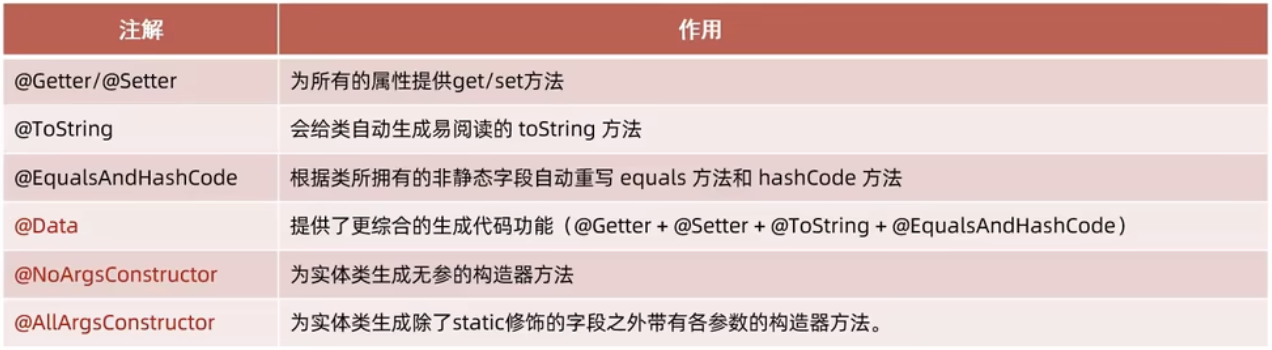 注解 作用
@Getter/@Setter 为所有的属性提供get/set方法
@ToString 会给类自动生成易阅读的 toString 方法
@EqualsAndHashCode 根据类所拥有的非静态字段自动重写 equals 方法和 hashCode 方法
@Data 提供了更综合的生成代码功能（@Getter + @Setter + @ToString + @EqualsAndHashCode）
@NoArgsConstructor 为实体类生成无参的构造器方法
@AllArgsConstructor 为实体类生成除了static修饰的字段之外带有各参数的构造器方法。